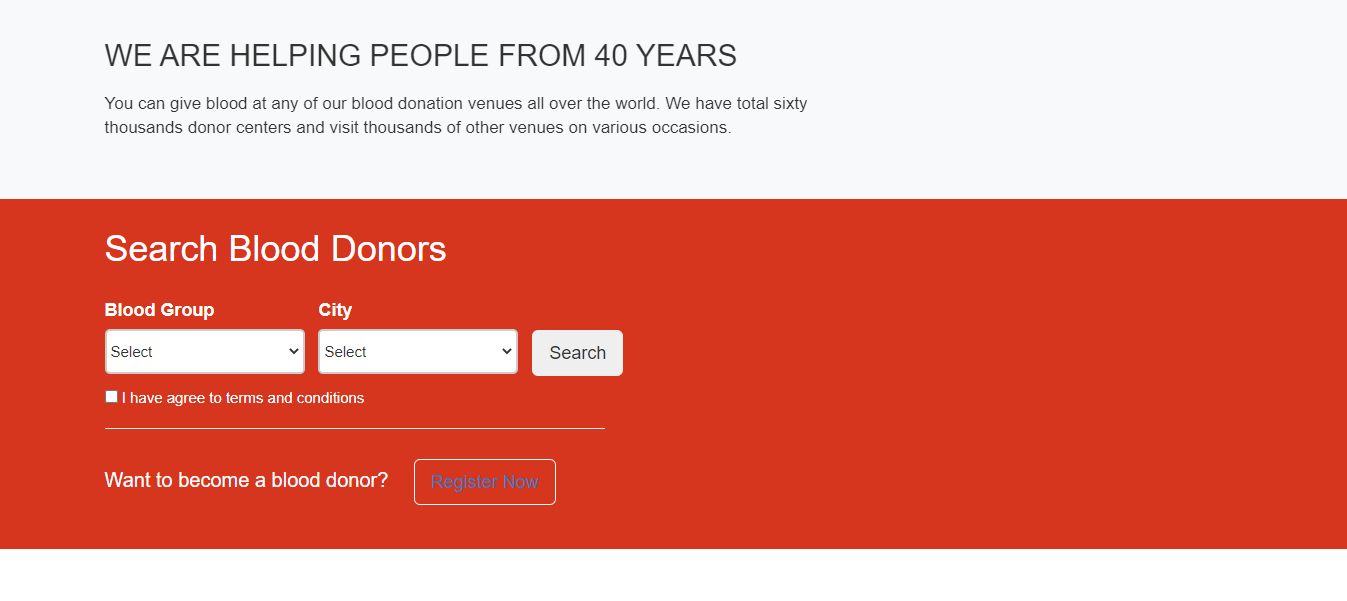 WE ARE HELPING PEOPLE FROM 40 YEARS
You can give blood at any of our blood donation venues all over the world. We have total sixty
thousands donor centers and visit thousands of other venues on various occasions.
Search Blood Donors
Blood Group City
Select Select Search
I have agree to terms and conditions
Want to become a blood donor? Register Now